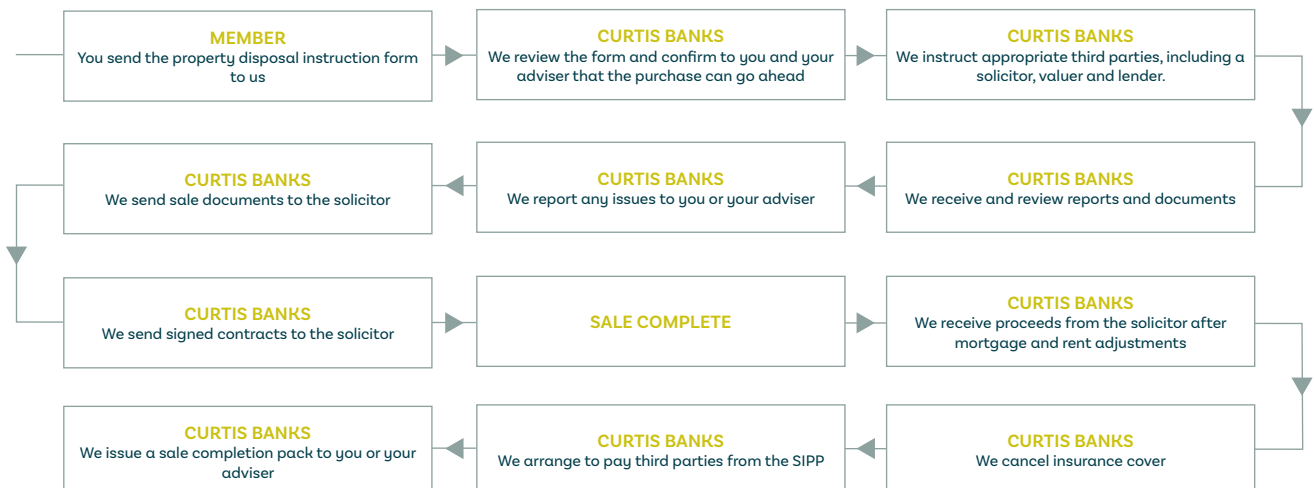 MEMBER
You send the property disposal instruction form
to us
CURTIS BANKS
We review the form and confirm to you and your
adviser that the purchase can go ahead
CURTIS BANKS
We instruct appropriate third parties, including a
solicitor, valuer and lender.
CURTIS BANKS
We receive and review reports and documents
CURTIS BANKS
We report any issues to you or your adviser
CURTIS BANKS
We send sale documents to the solicitor
CURTIS BANKS
We send signed contracts to the solicitor
SALE COMPLETE
CURTIS BANKS
We receive proceeds from the solicitor after
mortgage and rent adjustments
CURTIS BANKS
We cancel insurance cover
CURTIS BANKS
We arrange to pay third parties from the SIPP
CURTIS BANKS
We issue a sale completion pack to you or your
adviser